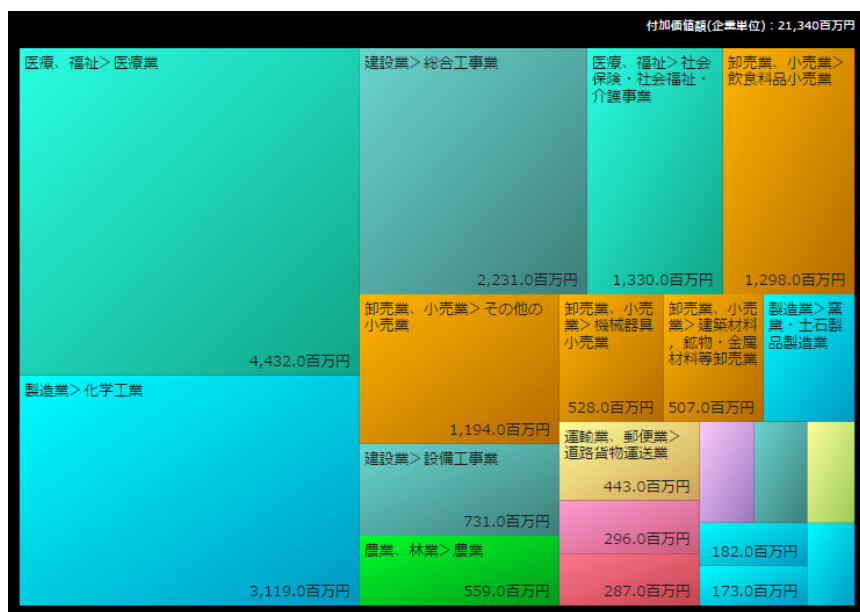 付加価値額(企業単位)：21,340百万円
医療、福祉＞医療業
4,432.0百万円
製造業＞化学工業
3,119.0百万円
建設業＞総合工事業
2,231.0百万円
医療、福祉＞社会
保険・社会福祉・
介護事業
1,330.0百万円
卸売業、小売業＞
飲食料品小売業
1,298.0百万円
卸売業、小売業＞その他の
小売業
1,194.0百万円
建設業＞設備工事業
731.0百万円
農業、林業＞農業
559.0百万円
卸売業、小売
業＞機械器具
小売業
528.0百万円
卸売業、小売
業＞建築材料
，鉱物・金属
材料等卸売業
507.0百万円
製造業＞窯
業・土石製
品製造業
運輸業、郵便業＞
道路貨物運送業
443.0百万円
296.0百万円
287.0百万円
182.0百万円
173.0百万円